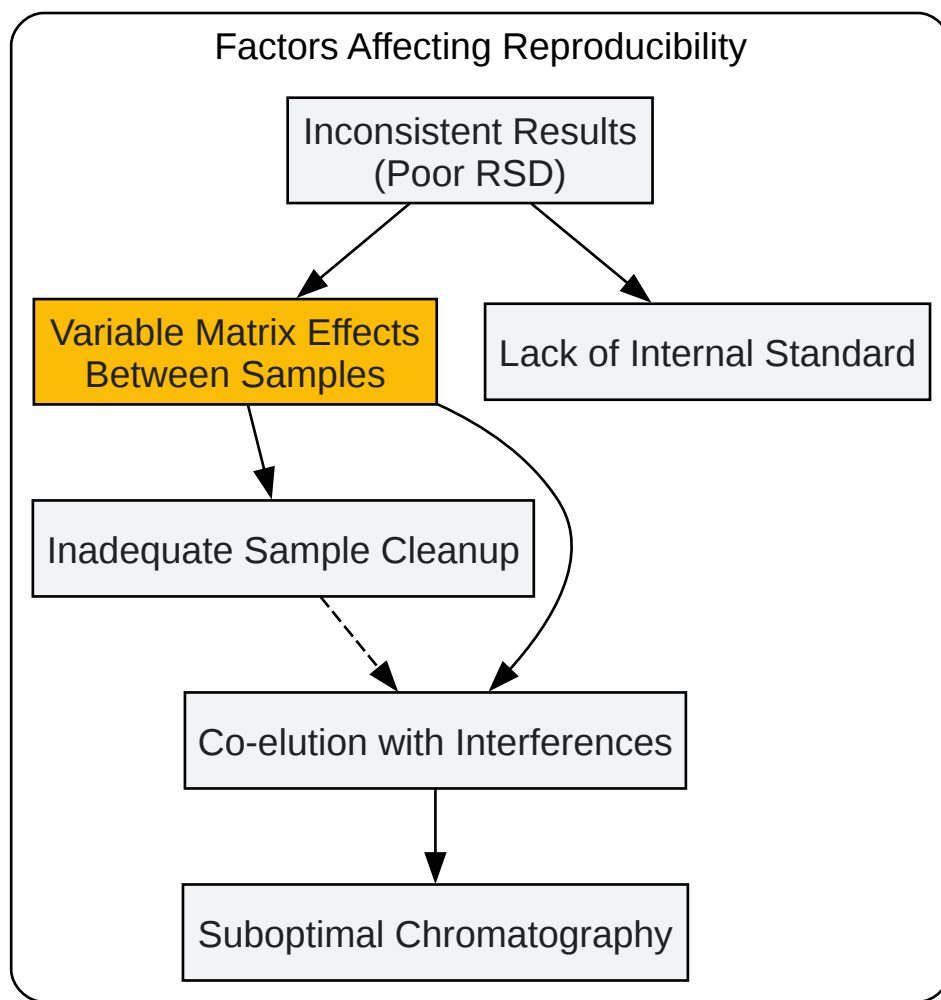 Factors Affecting Reproducibility
Inconsistent Results
(Poor RSD)
Variable Matrix Effects
Between Samples
Lack of Internal Standard
Inadequate Sample Cleanup
Co-elution with Interferences
Suboptimal Chromatography